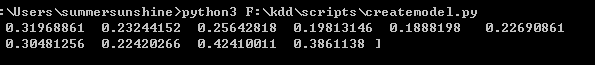 :\Users\summersunshine>python3 F:\kdd\scripts\createmodel.py
0.31968861 0.23244152 0.25642818 0.19813146 0.1888198 0.22690861
0.30481256 0.22420266 0.42410011 0.3861138 ]